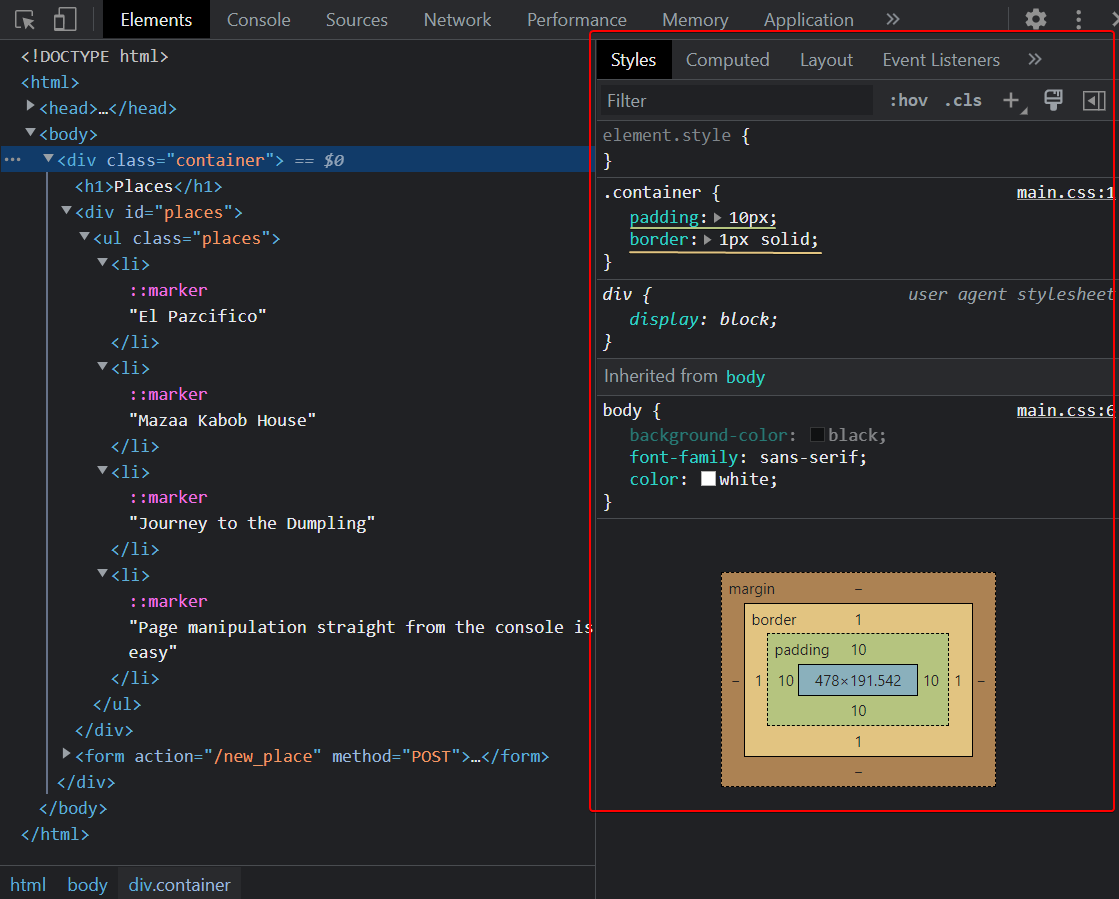 Elements Console Sources Network Performance Memory Application »
<!DOCTYPE html>
<html>
<head>…</head>
<body>
<div class="container"> == $0
<h1>Places</h1>
<div id="places">
<ul class="places">
<li>
::marker
"El Pazcifico"
</li>
<li>
::marker
"Mazaa Kabob House"
</li>
<li>
::marker
"Journey to the Dumpling"
</li>
<li>
::marker
"Page manipulation straight from the console is
easy"
</li>
</ul>
</div>
<form action="/new_place" method="POST">…</form>
</div>
</body>
</html>
html body div.container
Styles Computed Layout Event Listeners »
Filter :hov .cls +
element.style {
}
.container { main.css:1
padding: 10px;
border: 1px solid;
}
div { user agent stylesheet
display: block;
}
Inherited from body
body { main.css:6
background-color: black;
font-family: sans-serif;
color: white;
}
margin –
border 1
padding 10
– 1 10 478×191.542 10 1 –
10
1
–